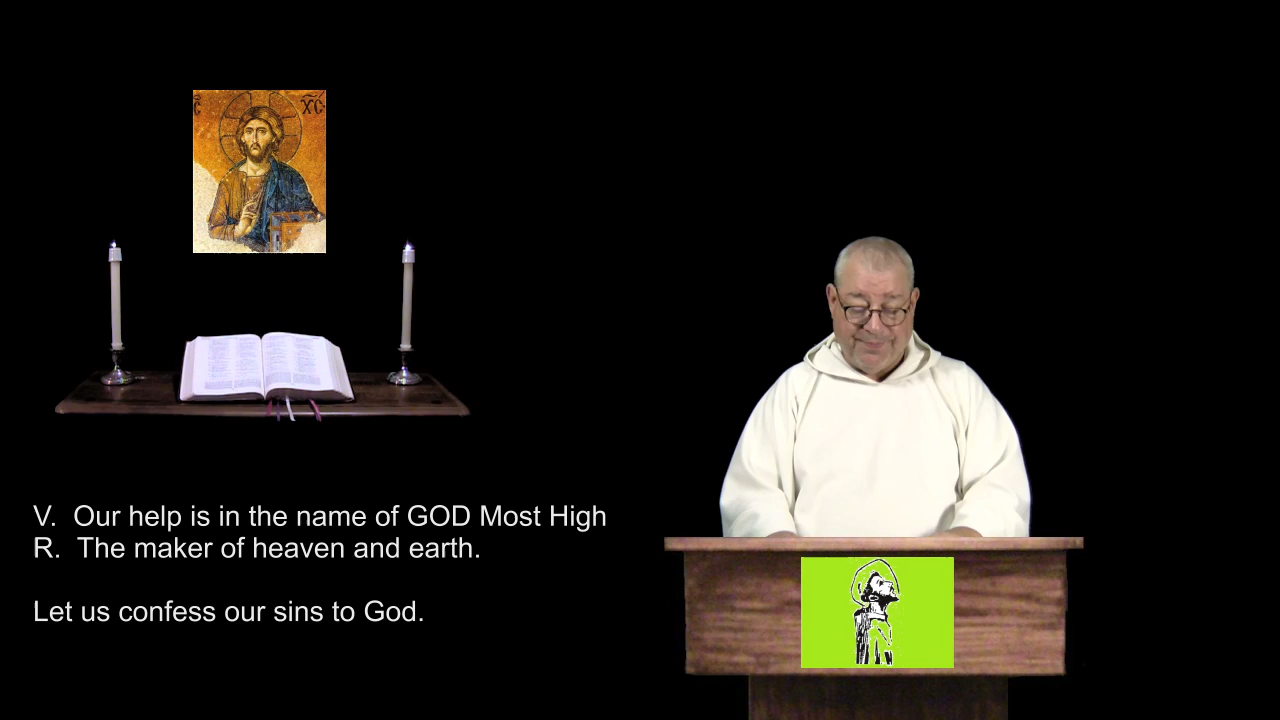 XC
V.  Our help is in the name of GOD Most High
R.  The maker of heaven and earth.
Let us confess our sins to God.